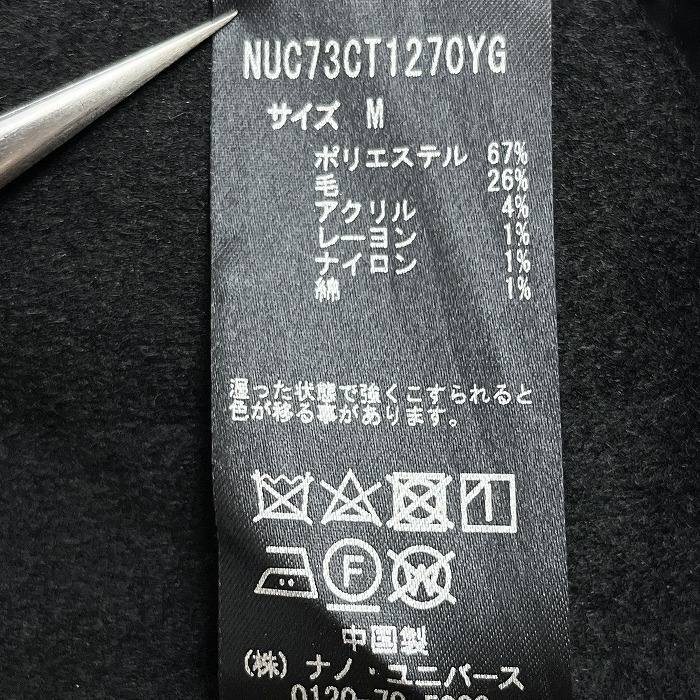 NUC73CT1270YG
サイズ M
ポリエステル 67%
毛 26%
アクリル 4%
レーヨン 1%
ナイロン 1%
綿 1%
湿った状態で強くこすられると
色が移る事があります。
F
W
中国製
(株) ナノ・ユニバース